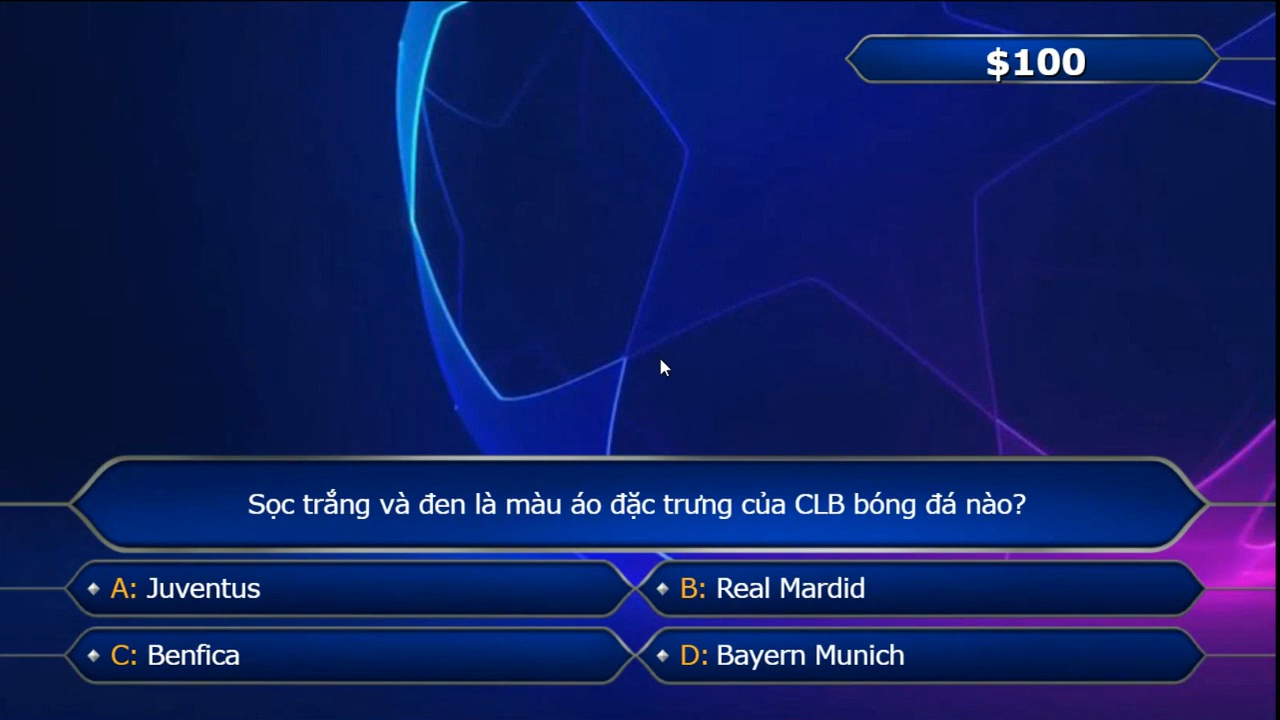 $100
Sọc trắng và đen là màu áo đặc trưng của CLB bóng đá nào?
A: Juventus
B: Real Mardid
C: Benfica
D: Bayern Munich